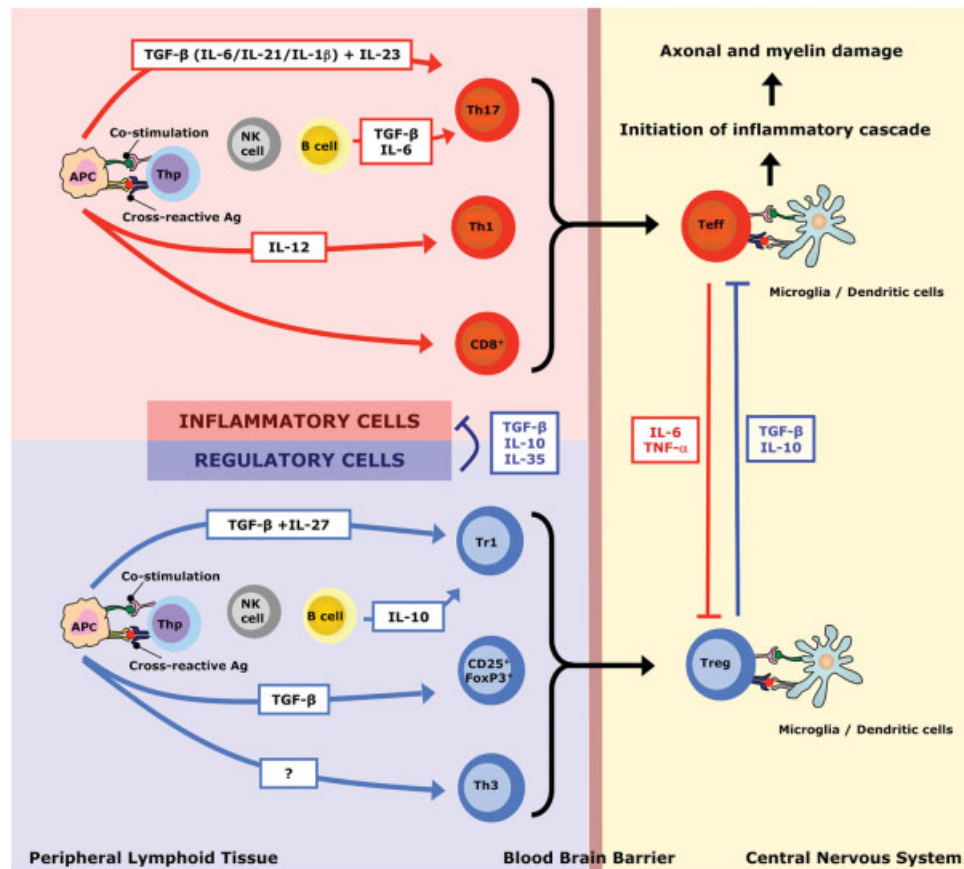 TGF-β (IL-6/IL-21/IL-1β) + IL-23
Axonal and myelin damage
Th17
Co-stimulation
NK
cell
B cell
TGF-β
IL-6
Initiation of inflammatory cascade
APC
Thp
Cross-reactive Ag
IL-12
Th1
Teff
Microglia / Dendritic cells
CD8⁺
INFLAMMATORY CELLS
REGULATORY CELLS
TGF-β
IL-10
IL-35
IL-6
TNF-α
TGF-β
IL-10
TGF-β +IL-27
Tr1
Co-stimulation
NK
cell
B cell
IL-10
APC
Thp
Cross-reactive Ag
CD25⁺
FoxP3⁺
Treg
TGF-β
Microglia / Dendritic cells
?
Th3
Peripheral Lymphoid Tissue
Blood Brain Barrier
Central Nervous System